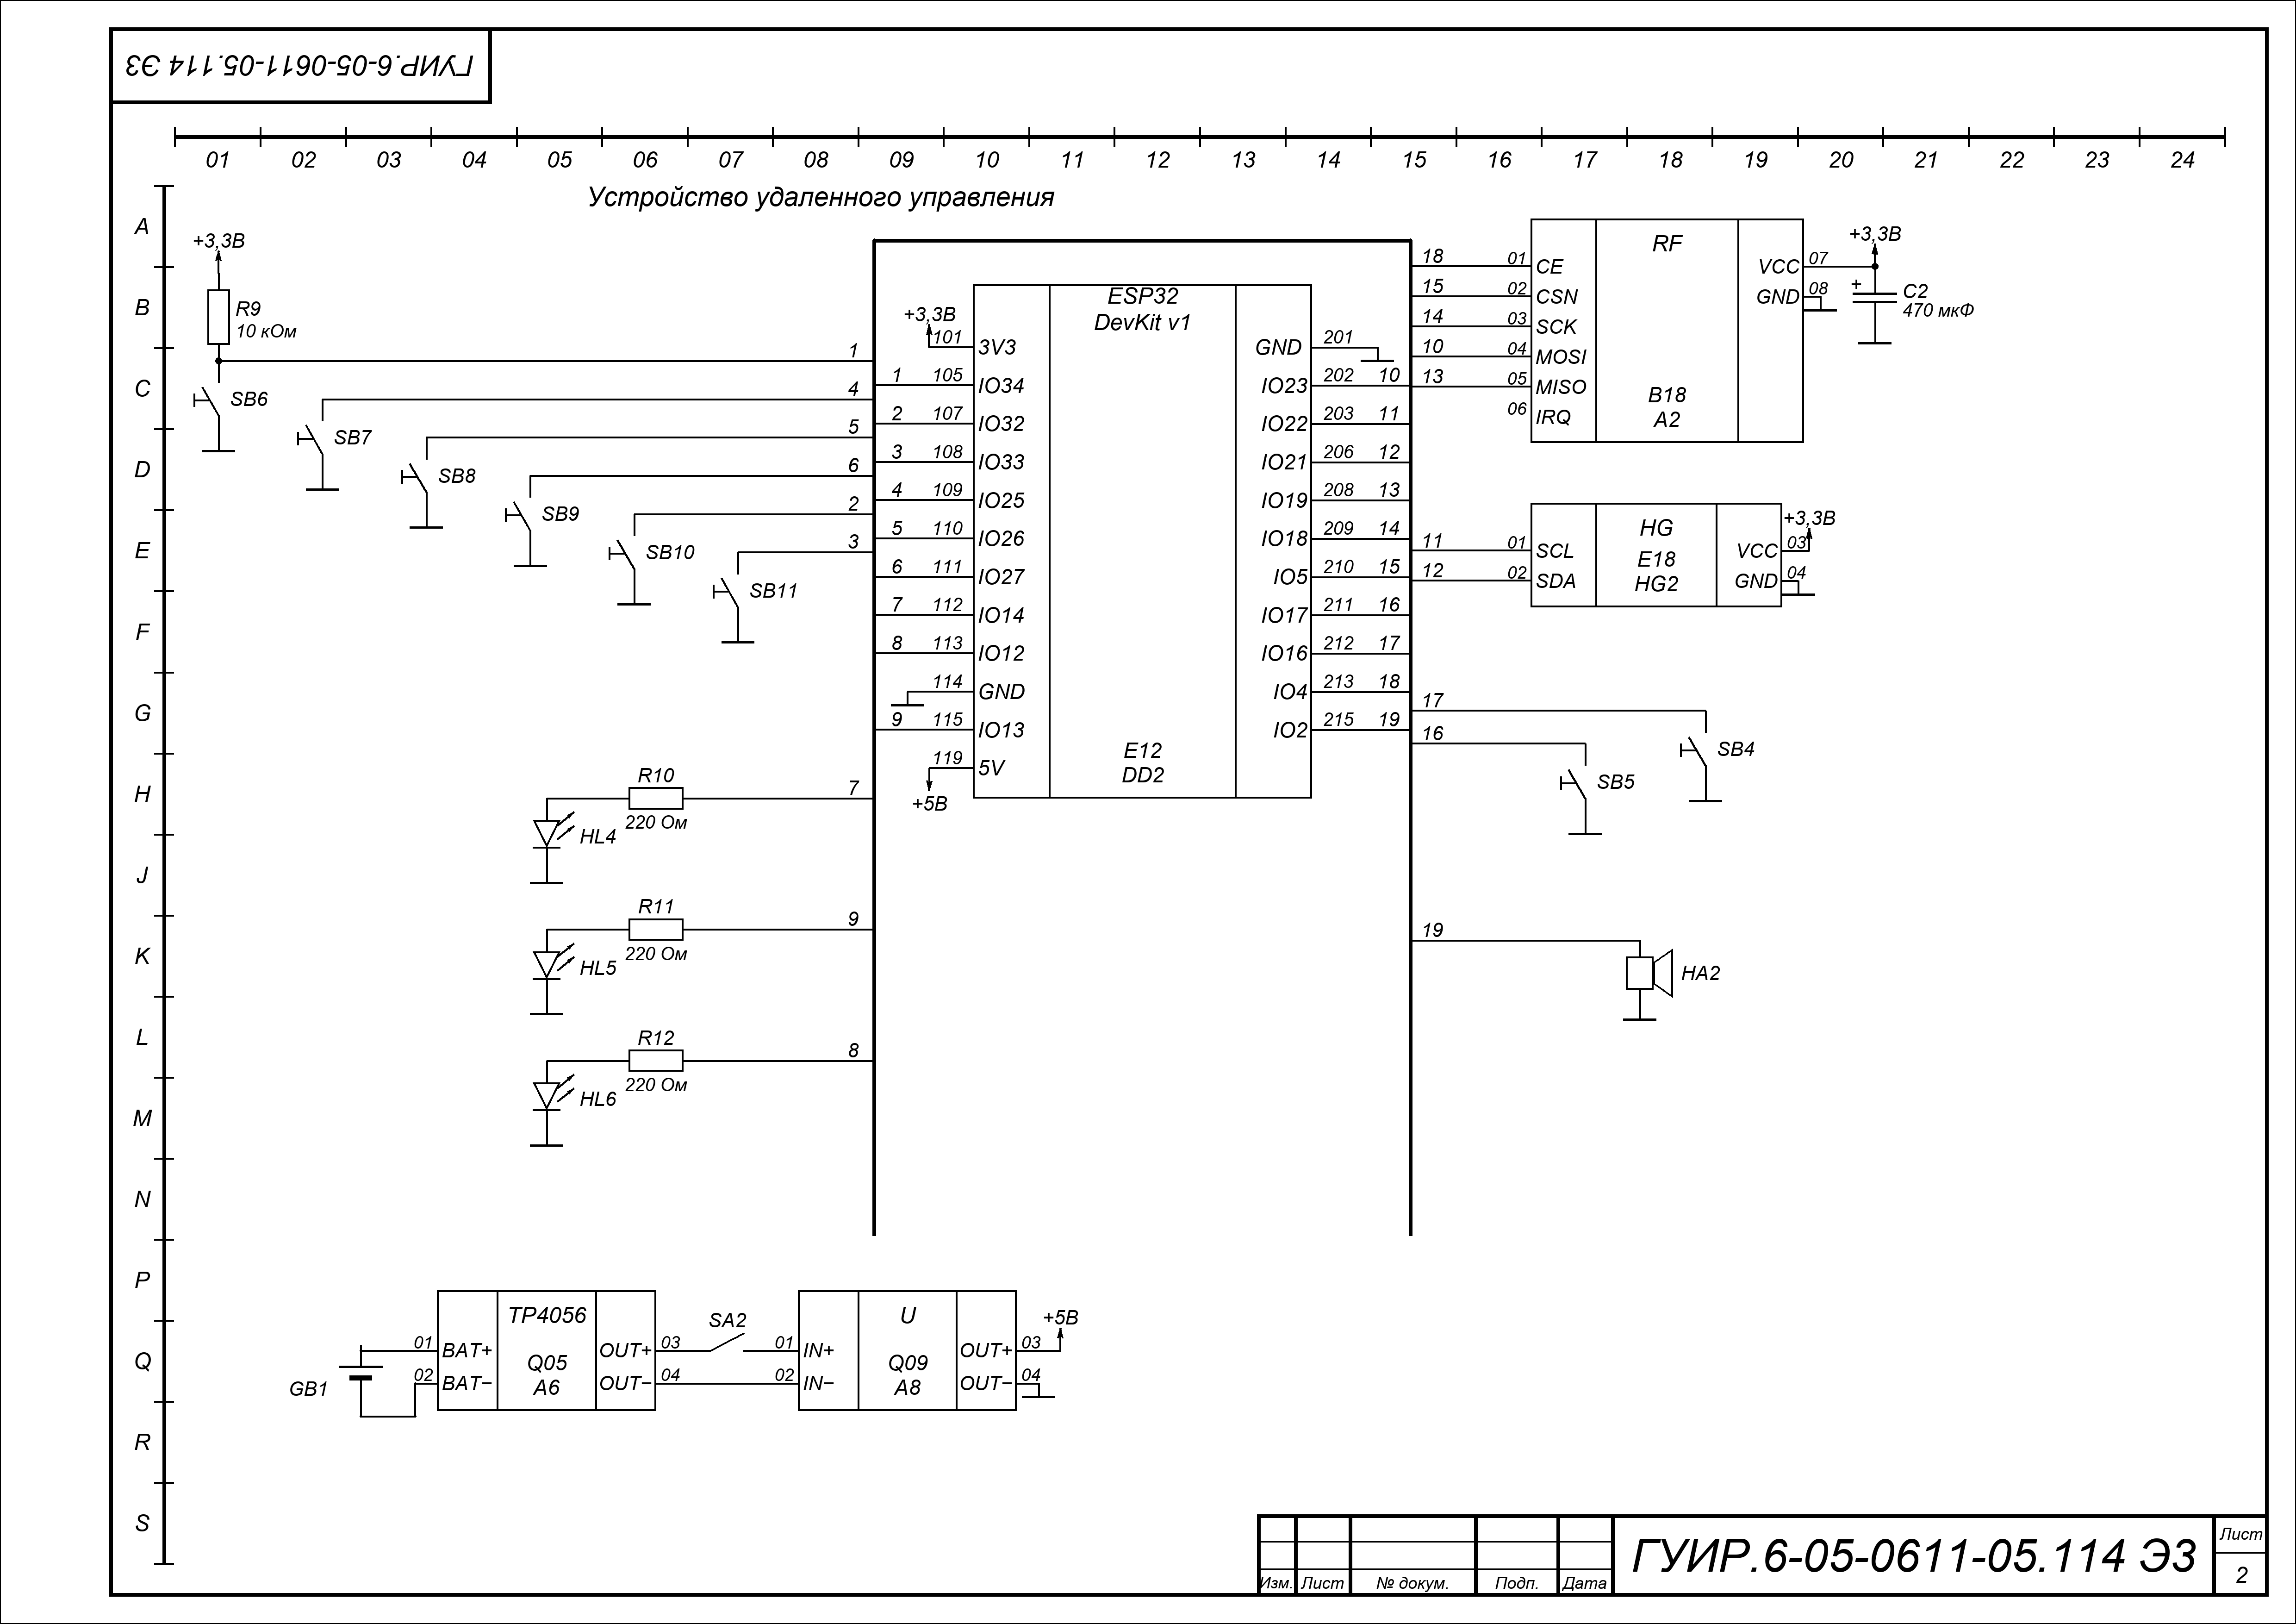 ГУИР.6-05-0611-05.114 Э3
01 02 03 04 05 06 07 08 09 10 11 12 13 14 15 16 17 18 19 20 21 22 23 24
Устройство удаленного управления
A
B
C
D
E
F
G
H
J
K
L
M
N
P
Q
R
S
+3,3В
R9
10 кОм
SB6
SB7
SB8
SB9
SB10
SB11
1
4
5
6
2
3
R10
220 Ом
HL4
7
R11
220 Ом
HL5
9
R12
220 Ом
HL6
8
ESP32
DevKit v1
E12
DD2
+3,3В
101 3V3
1 105 IO34
2 107 IO32
3 108 IO33
4 109 IO25
5 110 IO26
6 111 IO27
7 112 IO14
8 113 IO12
114 GND
9 115 IO13
119 5V
+5В
GND 201
IO23 202 10
IO22 203 11
IO21 206 12
IO19 208 13
IO18 209 14
IO5 210 15
IO17 211 16
IO16 212 17
IO4 213 18
IO2 215 19
RF
B18
A2
18 01 CE
15 02 CSN
14 03 SCK
10 04 MOSI
13 05 MISO
06 IRQ
VCC 07
GND 08
+3,3В
+
C2
470 мкФ
HG
E18
HG2
11 01 SCL
12 02 SDA
VCC 03
GND 04
+3,3В
17
SB4
16
SB5
19
HA2
GB1
01 BAT+
02 BAT−
TP4056
Q05
A6
OUT+ 03
OUT− 04
SA2
01 IN+
02 IN−
U
Q09
A8
OUT+ 03
OUT− 04
+5В
Изм. Лист № докум. Подп. Дата
ГУИР.6-05-0611-05.114 Э3
Лист
2